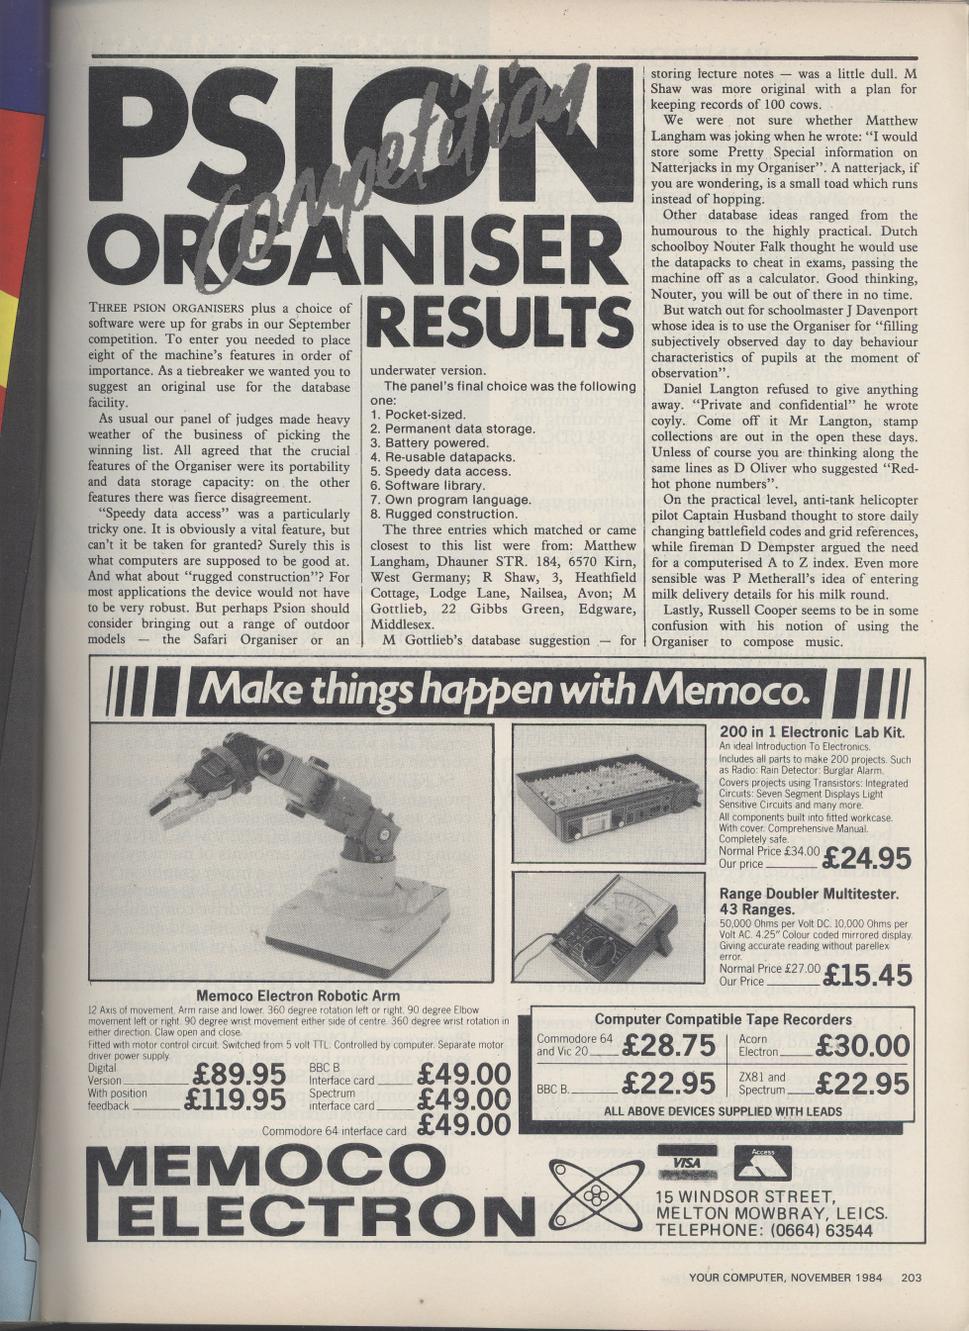 PSION
Competition
ORGANISER
RESULTS
THREE PSION ORGANISERS plus a choice of
software were up for grabs in our September
competition. To enter you needed to place
eight of the machine's features in order of
importance. As a tiebreaker we wanted you to
suggest an original use for the database
facility.
As usual our panel of judges made heavy
weather of the business of picking the
winning list. All agreed that the crucial
features of the Organiser were its portability
and data storage capacity: on the other
features there was fierce disagreement.
"Speedy data access" was a particularly
tricky one. It is obviously a vital feature, but
can't it be taken for granted? Surely this is
what computers are supposed to be good at.
And what about "rugged construction"? For
most applications the device would not have
to be very robust. But perhaps Psion should
consider bringing out a range of outdoor
models — the Safari Organiser or an
underwater version.
The panel's final choice was the following
one:
1. Pocket-sized.
2. Permanent data storage.
3. Battery powered.
4. Re-usable datapacks.
5. Speedy data access.
6. Software library.
7. Own program language.
8. Rugged construction.
The three entries which matched or came
closest to this list were from: Matthew
Langham, Dhauner STR. 184, 6570 Kirn,
West Germany; R Shaw, 3, Heathfield
Cottage, Lodge Lane, Nailsea, Avon; M
Gottlieb, 22 Gibbs Green, Edgware,
Middlesex.
M Gottlieb's database suggestion — for
storing lecture notes — was a little dull. M
Shaw was more original with a plan for
keeping records of 100 cows.
We were not sure whether Matthew
Langham was joking when he wrote: "I would
store some Pretty Special information on
Natterjacks in my Organiser". A natterjack, if
you are wondering, is a small toad which runs
instead of hopping.
Other database ideas ranged from the
humourous to the highly practical. Dutch
schoolboy Nouter Falk thought he would use
the datapacks to cheat in exams, passing the
machine off as a calculator. Good thinking,
Nouter, you will be out of there in no time.
But watch out for schoolmaster J Davenport
whose idea is to use the Organiser for "filling
subjectively observed day to day behaviour
characteristics of pupils at the moment of
observation".
Daniel Langton refused to give anything
away. "Private and confidential" he wrote
coyly. Come off it Mr Langton, stamp
collections are out in the open these days.
Unless of course you are thinking along the
same lines as D Oliver who suggested "Red-
hot phone numbers".
On the practical level, anti-tank helicopter
pilot Captain Husband thought to store daily
changing battlefield codes and grid references,
while fireman D Dempster argued the need
for a computerised A to Z index. Even more
sensible was P Metherall's idea of entering
milk delivery details for his milk round.
Lastly, Russell Cooper seems to be in some
confusion with his notion of using the
Organiser to compose music.
Make things happen with Memoco.
200 in 1 Electronic Lab Kit.
An ideal Introduction To Electronics.
Includes all parts to make 200 projects. Such
as Radio: Rain Detector: Burglar Alarm.
Covers projects using Transistors: Integrated
Circuits: Seven Segment Displays Light
Sensitive Circuits and many more.
All components built into fitted workcase.
With cover. Comprehensive Manual.
Completely safe.
Normal Price £34.00
Our price £24.95
Range Doubler Multitester.
43 Ranges.
50,000 Ohms per Volt DC. 10,000 Ohms per
Volt AC. 4.25" Colour coded mirrored display.
Giving accurate reading without parellex
error.
Normal Price £27.00
Our Price £15.45
Memoco Electron Robotic Arm
12 Axis of movement. Arm raise and lower. 360 degree rotation left or right. 90 degree Elbow
movement left or right. 90 degree wrist movement either side of centre. 360 degree wrist rotation in
either direction. Claw open and close.
Fitted with motor control circuit. Switched from 5 volt TTL. Controlled by computer. Separate motor
driver power supply.
Digital
Version £89.95
With position
feedback £119.95
BBC B
Interface card £49.00
Spectrum
interface card £49.00
Commodore 64 interface card £49.00
Computer Compatible Tape Recorders
Commodore 64
and Vic 20 £28.75
Acorn
Electron £30.00
BBC B. £22.95
ZX81 and
Spectrum £22.95
ALL ABOVE DEVICES SUPPLIED WITH LEADS
MEMOCO
ELECTRON
VISA
Access
15 WINDSOR STREET,
MELTON MOWBRAY, LEICS.
TELEPHONE: (0664) 63544
YOUR COMPUTER, NOVEMBER 1984 203